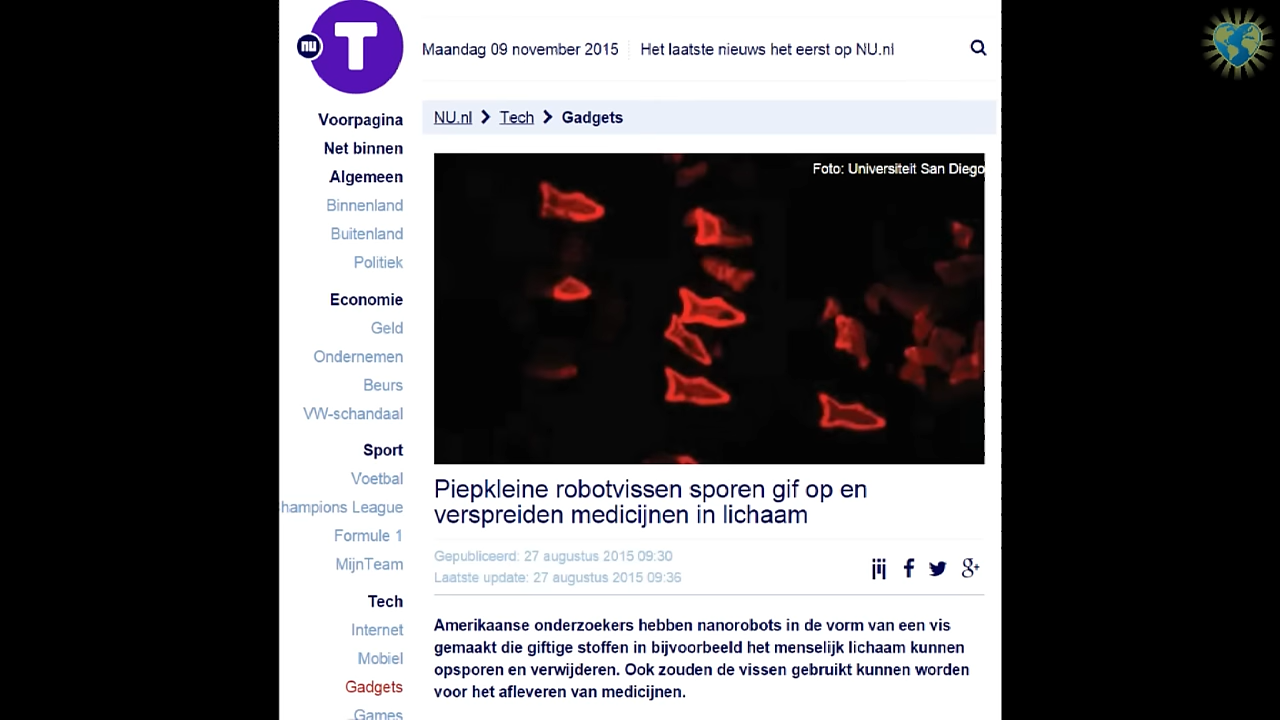 nu
T
Maandag 09 november 2015
Het laatste nieuws het eerst op NU.nl
Voorpagina
Net binnen
Algemeen
Binnenland
Buitenland
Politiek
Economie
Geld
Ondernemen
Beurs
VW-schandaal
Sport
Voetbal
hampions League
Formule 1
MijnTeam
Tech
Internet
Mobiel
Gadgets
Games
NU.nl > Tech > Gadgets
Foto: Universiteit San Diego
Piepkleine robotvissen sporen gif op en
verspreiden medicijnen in lichaam
Gepubliceerd: 27 augustus 2015 09:30
Laatste update: 27 augustus 2015 09:36
Amerikaanse onderzoekers hebben nanorobots in de vorm van een vis
gemaakt die giftige stoffen in bijvoorbeeld het menselijk lichaam kunnen
opsporen en verwijderen. Ook zouden de vissen gebruikt kunnen worden
voor het afleveren van medicijnen.